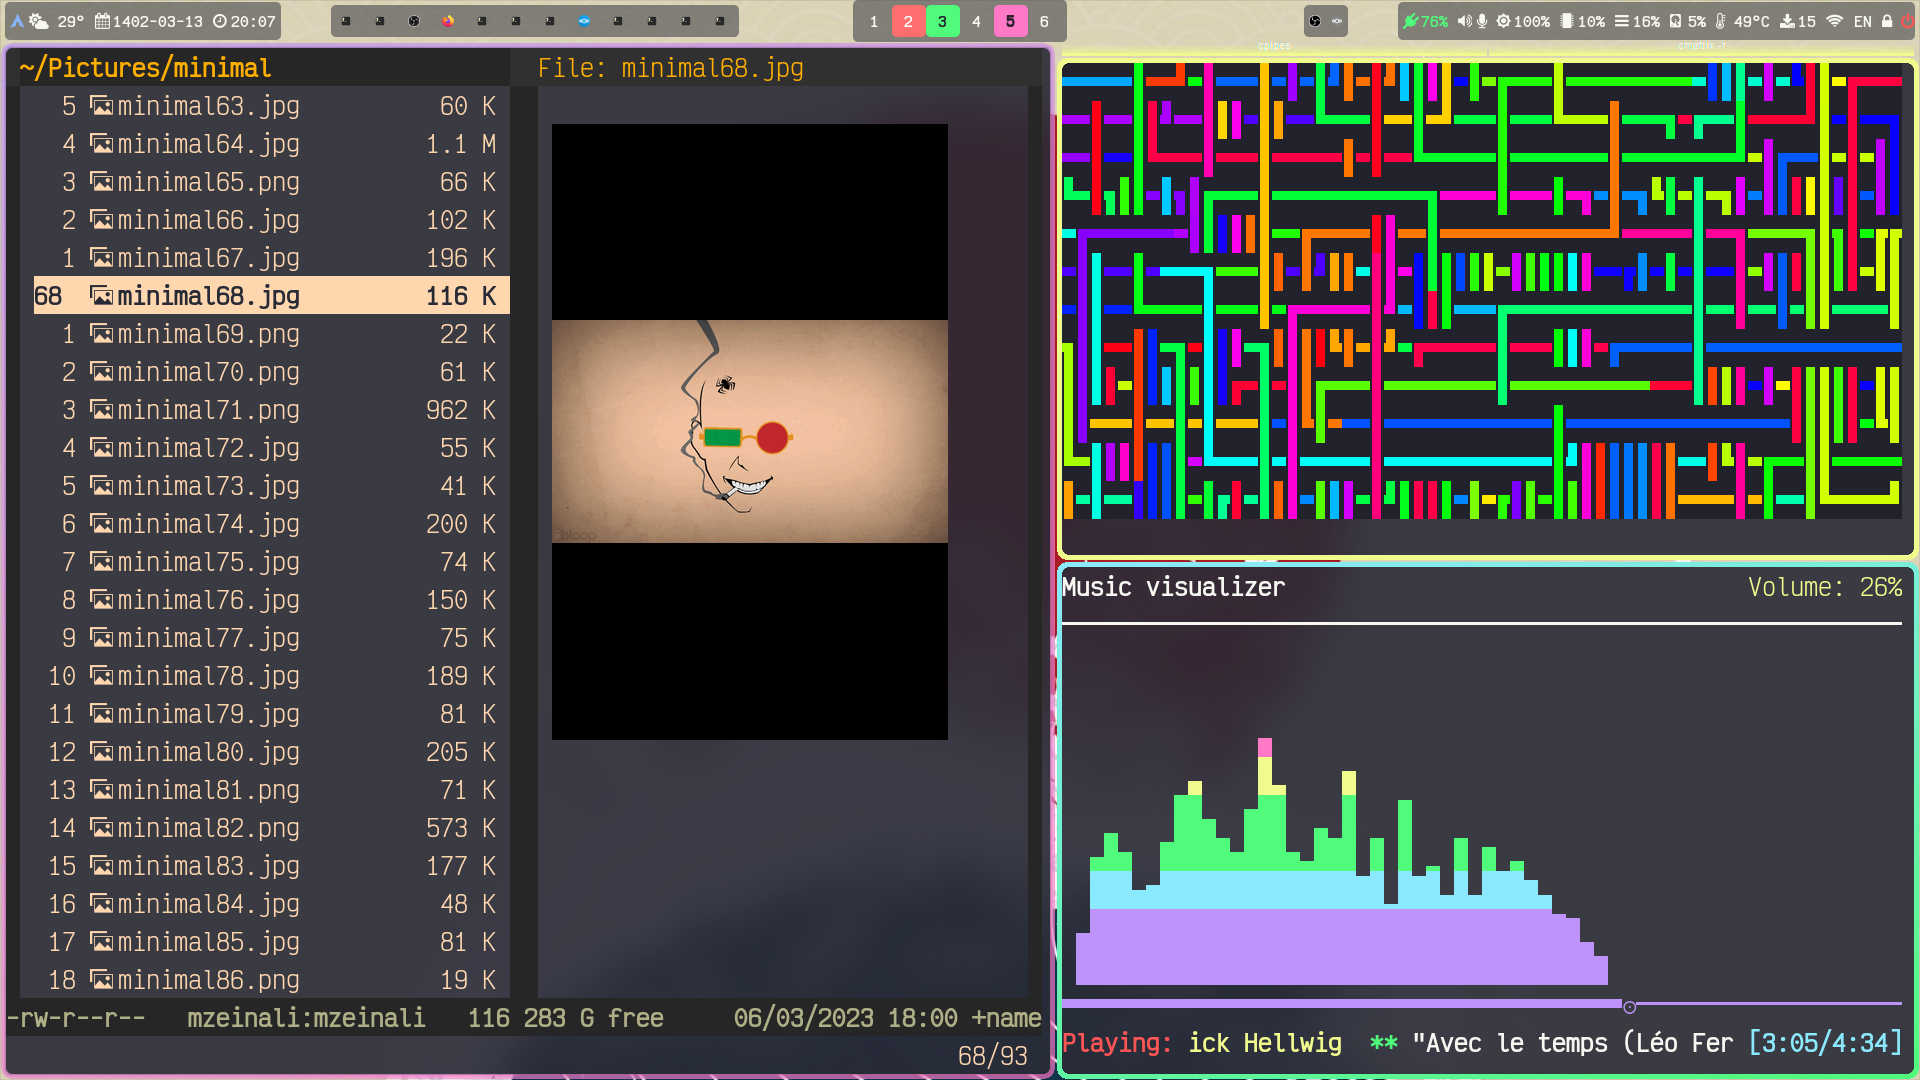 29° 1402-03-13 20:07
1 2 3 4 5 6
76% 100% 10% 16% 5% 49°C 15 EN
cpipes cmatrix -r
~/Pictures/minimal File: minimal68.jpg
5 minimal63.jpg 60 K
4 minimal64.jpg 1.1 M
3 minimal65.png 66 K
2 minimal66.jpg 102 K
1 minimal67.jpg 196 K
68 minimal68.jpg 116 K
1 minimal69.png 22 K
2 minimal70.png 61 K
3 minimal71.png 962 K
4 minimal72.jpg 55 K
5 minimal73.jpg 41 K
6 minimal74.jpg 200 K
7 minimal75.jpg 74 K
8 minimal76.jpg 150 K
9 minimal77.jpg 75 K
10 minimal78.jpg 189 K
11 minimal79.jpg 81 K
12 minimal80.jpg 205 K
13 minimal81.png 71 K
14 minimal82.png 573 K
15 minimal83.jpg 177 K
16 minimal84.jpg 48 K
17 minimal85.jpg 81 K
18 minimal86.png 19 K
-rw-r--r-- mzeinali:mzeinali 116 283 G free 06/03/2023 18:00 +name
68/93
Music visualizer Volume: 26%
Playing: ick Hellwig ** "Avec le temps (Léo Fer [3:05/4:34]